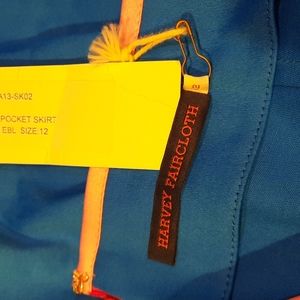 A13-SK02
POCKET SKIRT
EBL SIZE 12
HARVEY FAIRCLOTH